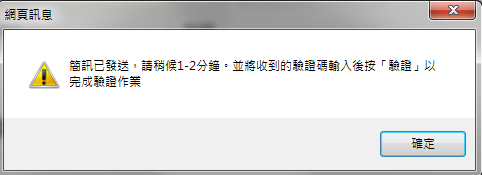 網頁訊息
簡訊已發送，請稍候1-2分鐘。並將收到的驗證碼輸入後按「驗證」以
完成驗證作業
確定